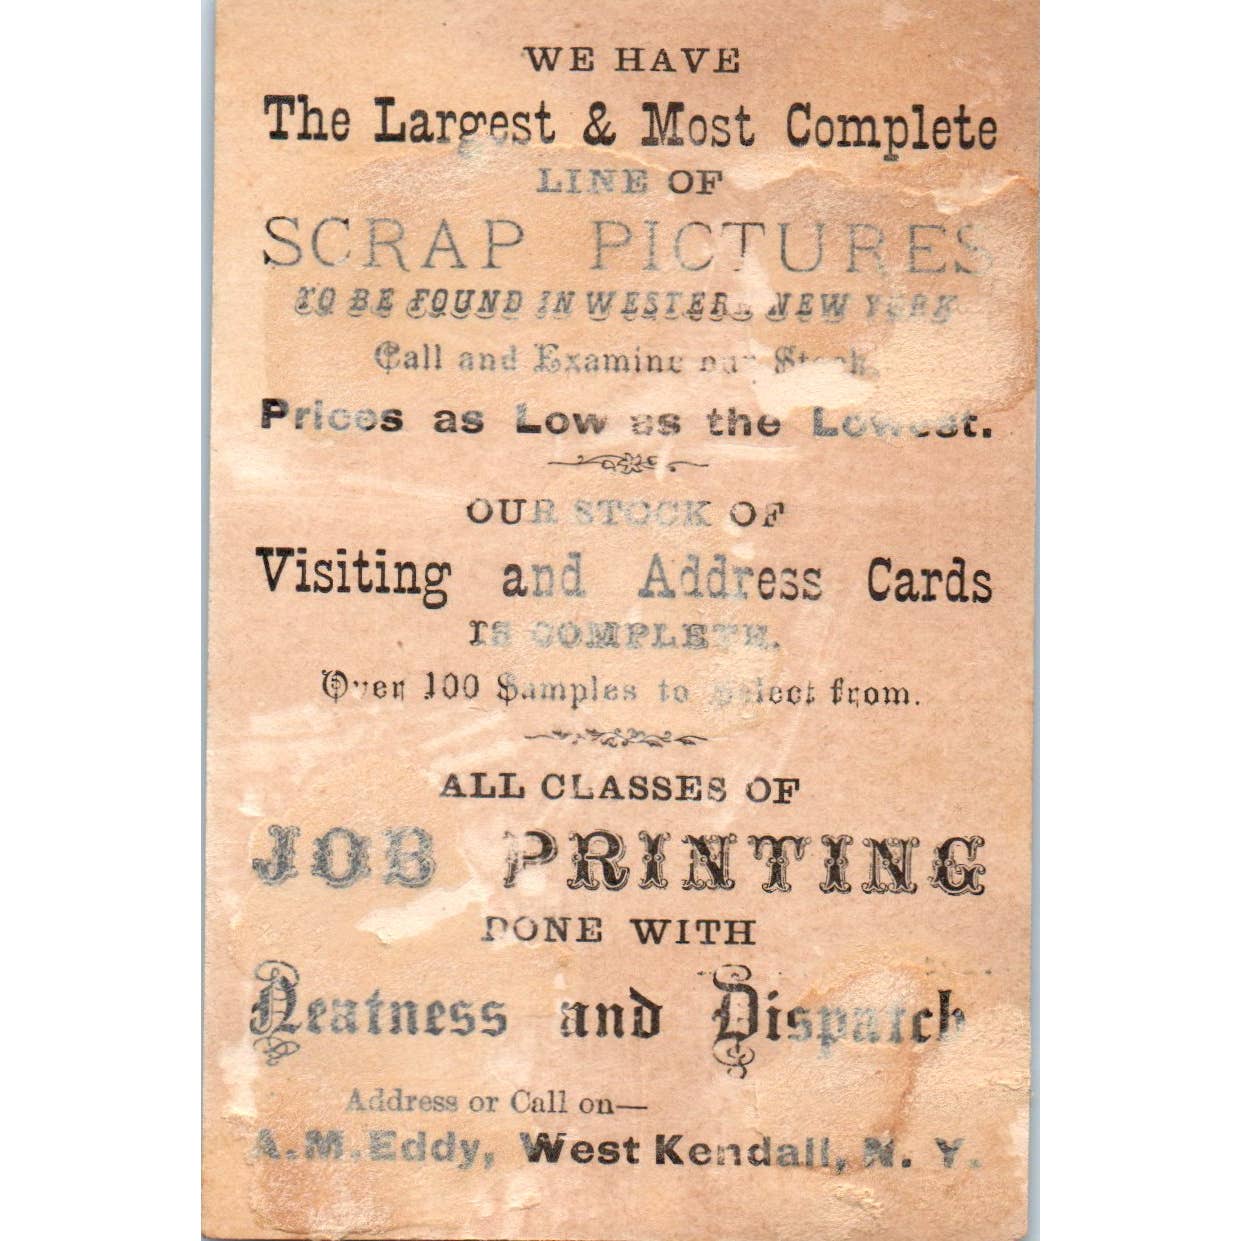 WE HAVE
The Largest & Most Complete
LINE OF
SCRAP PICTURES
TO BE FOUND IN WESTERN NEW YORK
Call and Examine our Stock.
Prices as Low as the Lowest.
OUR STOCK OF
Visiting and Address Cards
IS COMPLETE.
Over 100 Samples to select from.
ALL CLASSES OF
JOB PRINTING
DONE WITH
Neatness and Dispatch
Address or Call on—
A. M. Eddy, West Kendall, N. Y.